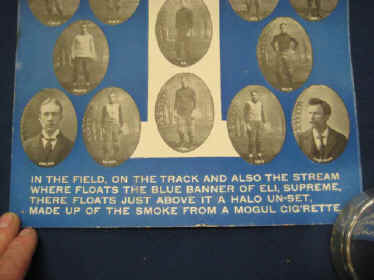 IN THE FIELD, ON THE TRACK AND ALSO THE STREAM
WHERE FLOATS THE BLUE BANNER OF ELI, SUPREME,
THERE FLOATS JUST ABOVE IT A HALO UN-SET,
MADE UP OF THE SMOKE FROM A MOGUL CIG'RETTE